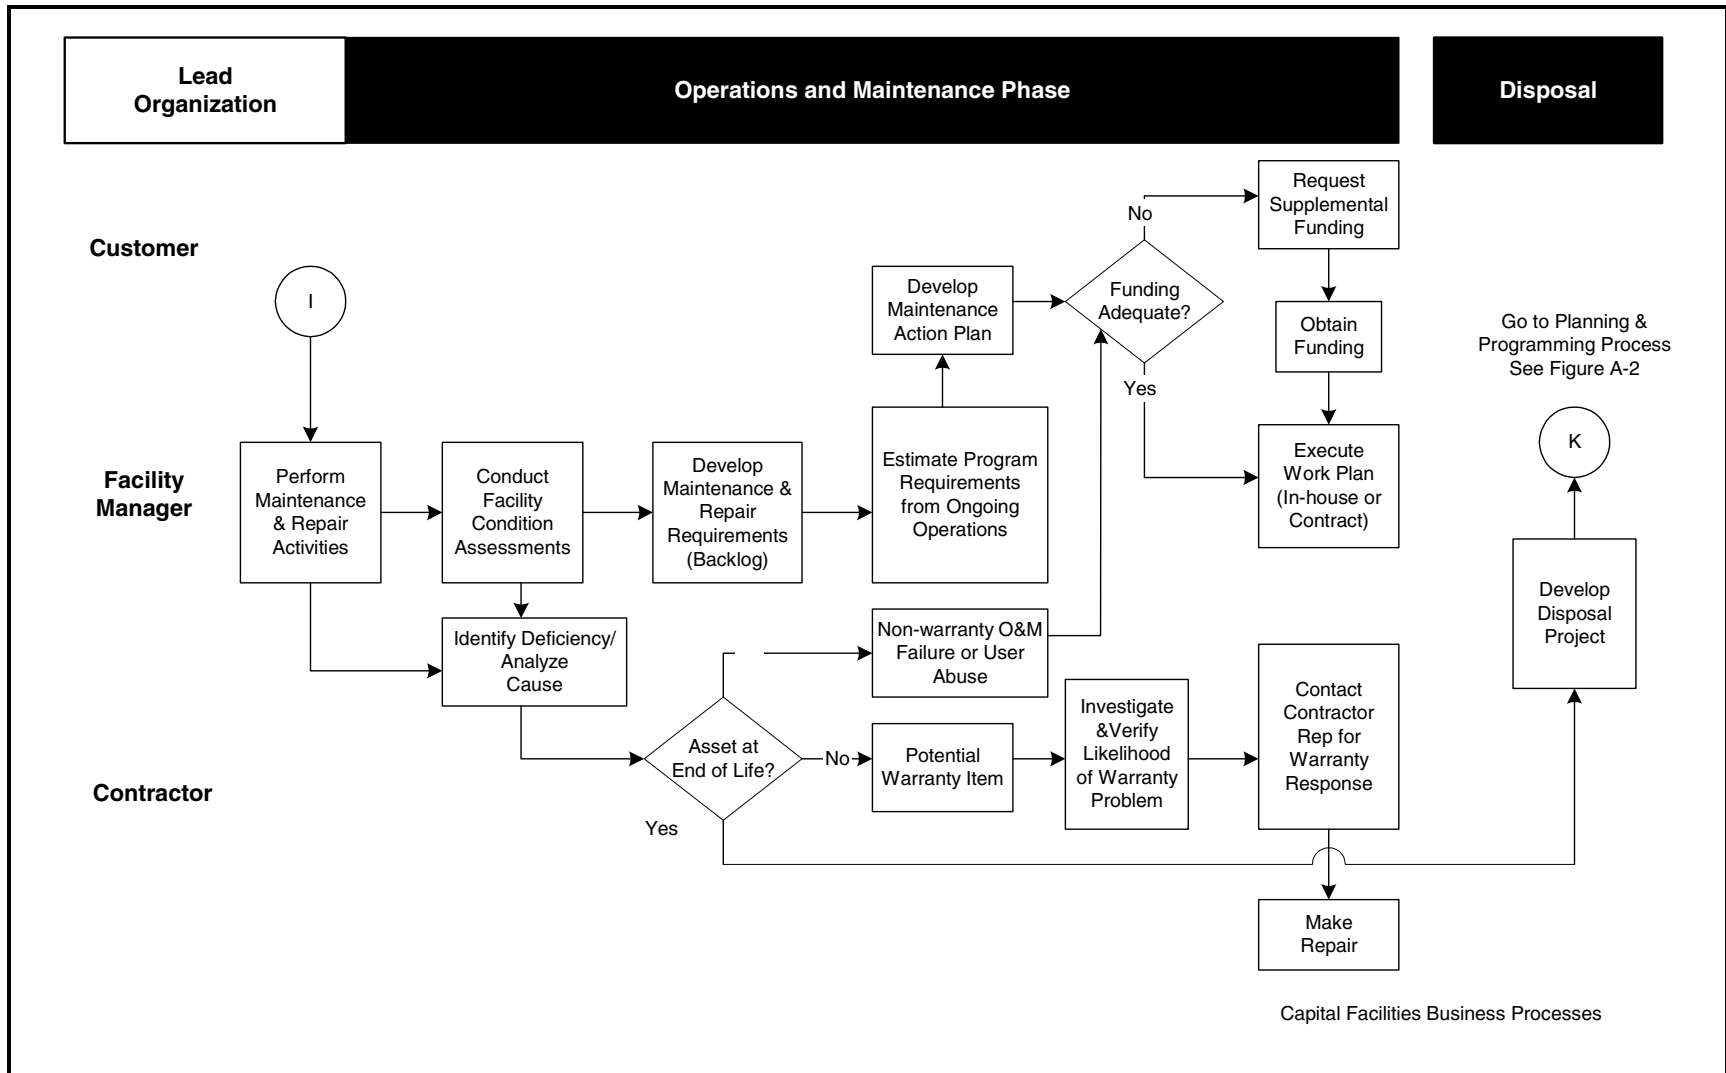 Lead
Organization
Operations and Maintenance Phase
Disposal
Customer
I
Develop
Maintenance
Action Plan
No
Funding
Adequate?
Yes
Request
Supplemental
Funding
Obtain
Funding
Go to Planning &
Programming Process
See Figure A-2
K
Facility
Manager
Perform
Maintenance
& Repair
Activities
Conduct
Facility
Condition
Assessments
Develop
Maintenance &
Repair
Requirements
(Backlog)
Estimate Program
Requirements
from Ongoing
Operations
Execute
Work Plan
(In-house or
Contract)
Develop
Disposal
Project
Identify Deficiency/
Analyze
Cause
Non-warranty O&M
Failure or User
Abuse
Contractor
Asset at
End of Life?
No
Yes
Potential
Warranty Item
Investigate
&Verify
Likelihood
of Warranty
Problem
Contact
Contractor
Rep for
Warranty
Response
Make
Repair
Capital Facilities Business Processes